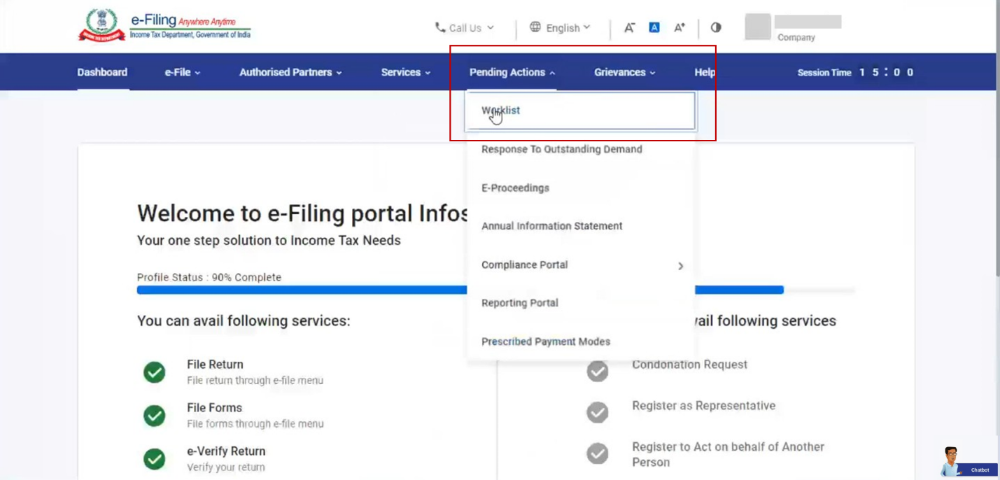 e-Filing Anywhere Anytime
Income Tax Department, Government of India
Call Us
English
A-
A
A+
Company
Dashboard
e-File
Authorised Partners
Services
Pending Actions
Grievances
Help
Session Time 1 5 : 0 0
Worklist
Response To Outstanding Demand
E-Proceedings
Annual Information Statement
Compliance Portal
Reporting Portal
Prescribed Payment Modes
Welcome to e-Filing portal Infos
Your one step solution to Income Tax Needs
Profile Status : 90% Complete
You can avail following services:
File Return
File return through e-file menu
File Forms
File forms through e-file menu
e-Verify Return
Verify your return
vail following services
Condonation Request
Register as Representative
Register to Act on behalf of Another
Person
Chatbot